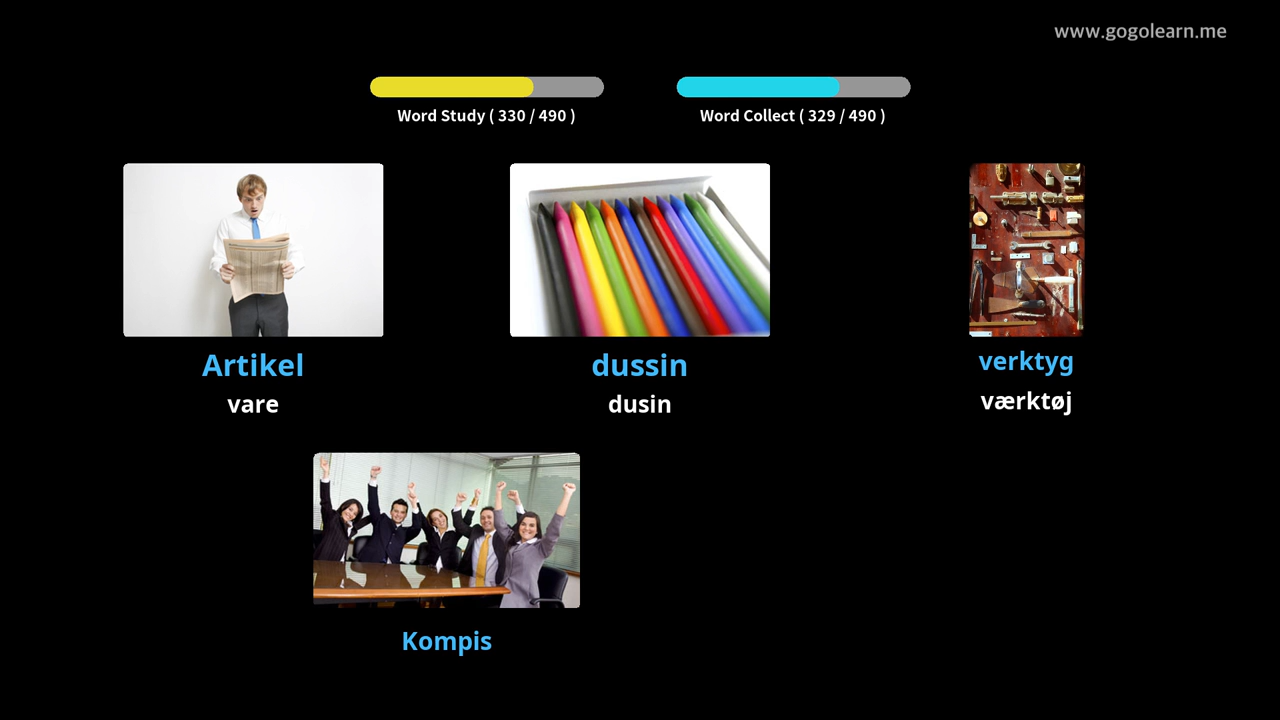 www.gogolearn.me
Word Study ( 330 / 490 )
Word Collect ( 329 / 490 )
Artikel
vare
dussin
dusin
verktyg
værktøj
Kompis